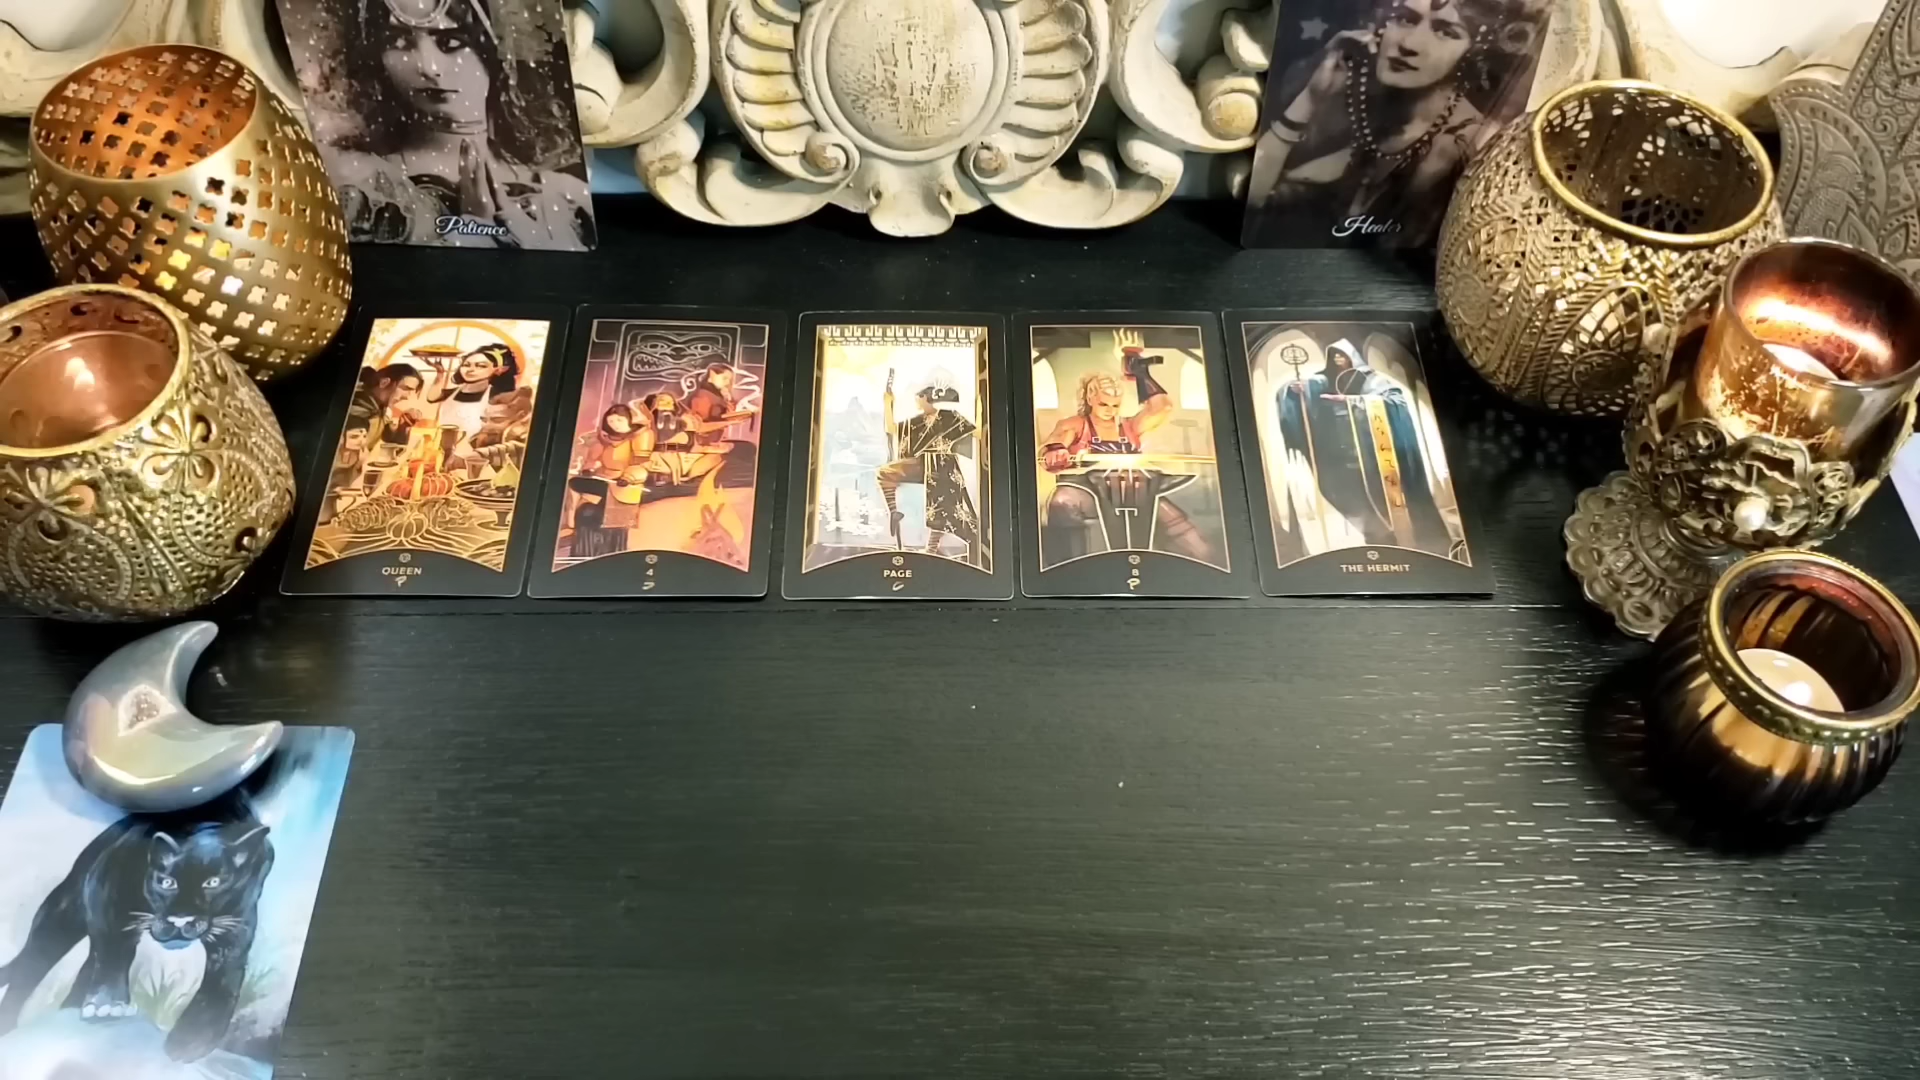 Patience
Healer
QUEEN
4
PAGE
8
THE HERMIT